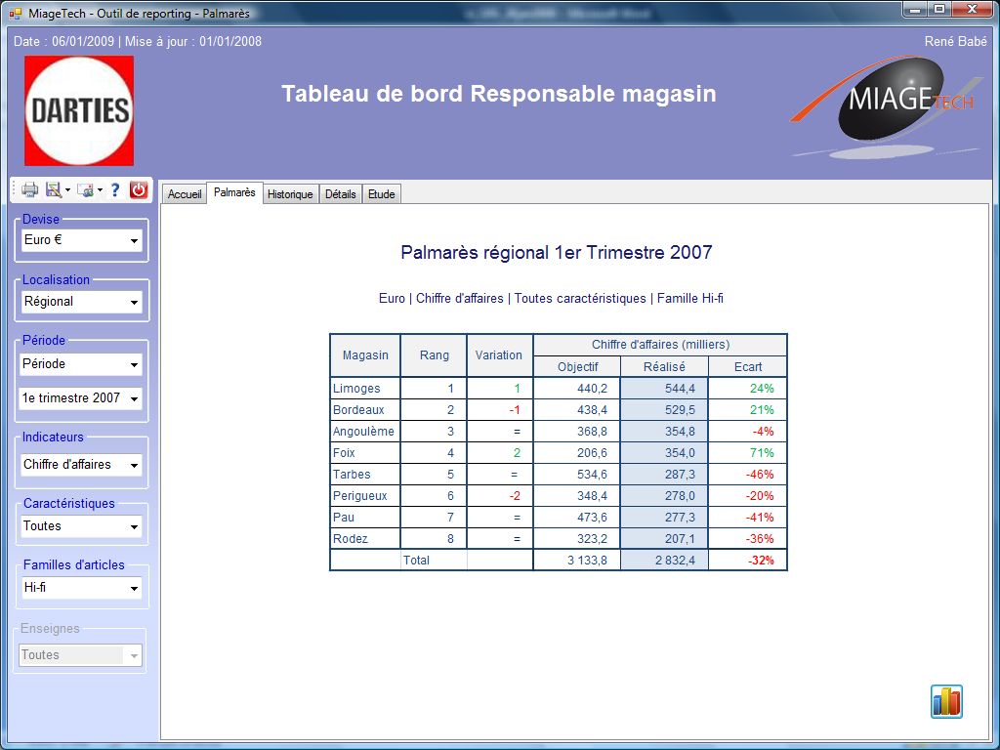 MiageTech - Outil de reporting - Palmarès
Date : 06/01/2009 | Mise à jour : 01/01/2008
René Babé
DARTIES
Tableau de bord Responsable magasin
MIAGETECH
?
Accueil Palmarès Historique Détails Etude
Devise
Euro €
Localisation
Régional
Période
Période
1e trimestre 2007
Indicateurs
Chiffre d'affaires
Caractéristiques
Toutes
Familles d'articles
Hi-fi
Enseignes
Toutes
Palmarès régional 1er Trimestre 2007
Euro | Chiffre d'affaires | Toutes caractéristiques | Famille Hi-fi
Magasin Rang Variation Chiffre d'affaires (milliers)
Objectif Réalisé Ecart
Limoges 1 1 440,2 544,4 24%
Bordeaux 2 -1 438,4 529,5 21%
Angoulème 3 = 368,8 354,8 -4%
Foix 4 2 206,6 354,0 71%
Tarbes 5 = 534,6 287,3 -46%
Perigueux 6 -2 348,4 278,0 -20%
Pau 7 = 473,6 277,3 -41%
Rodez 8 = 323,2 207,1 -36%
Total 3 133,8 2 832,4 -32%